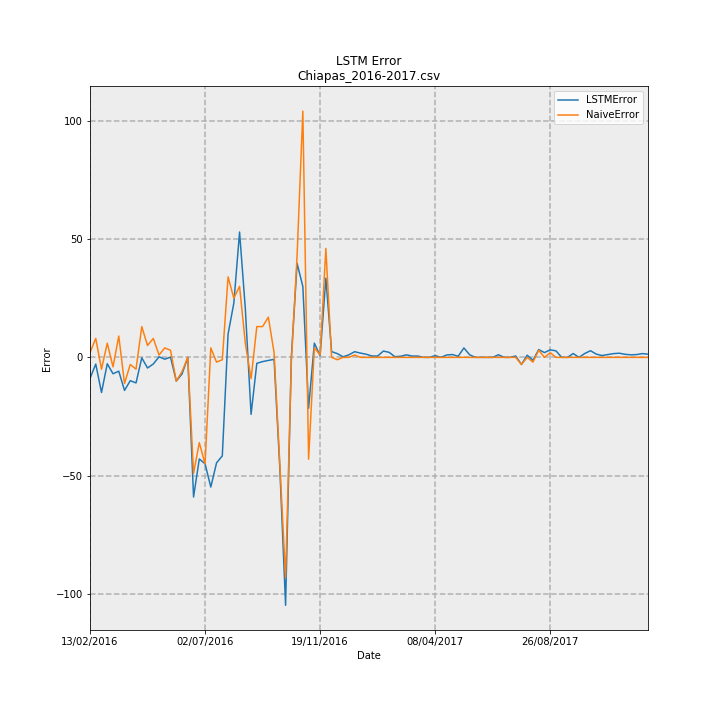 LSTM Error
Chiapas_2016-2017.csv
LSTMError
NaiveError
100
50
0
−50
−100
Error
13/02/2016 02/07/2016 19/11/2016 08/04/2017 26/08/2017
Date